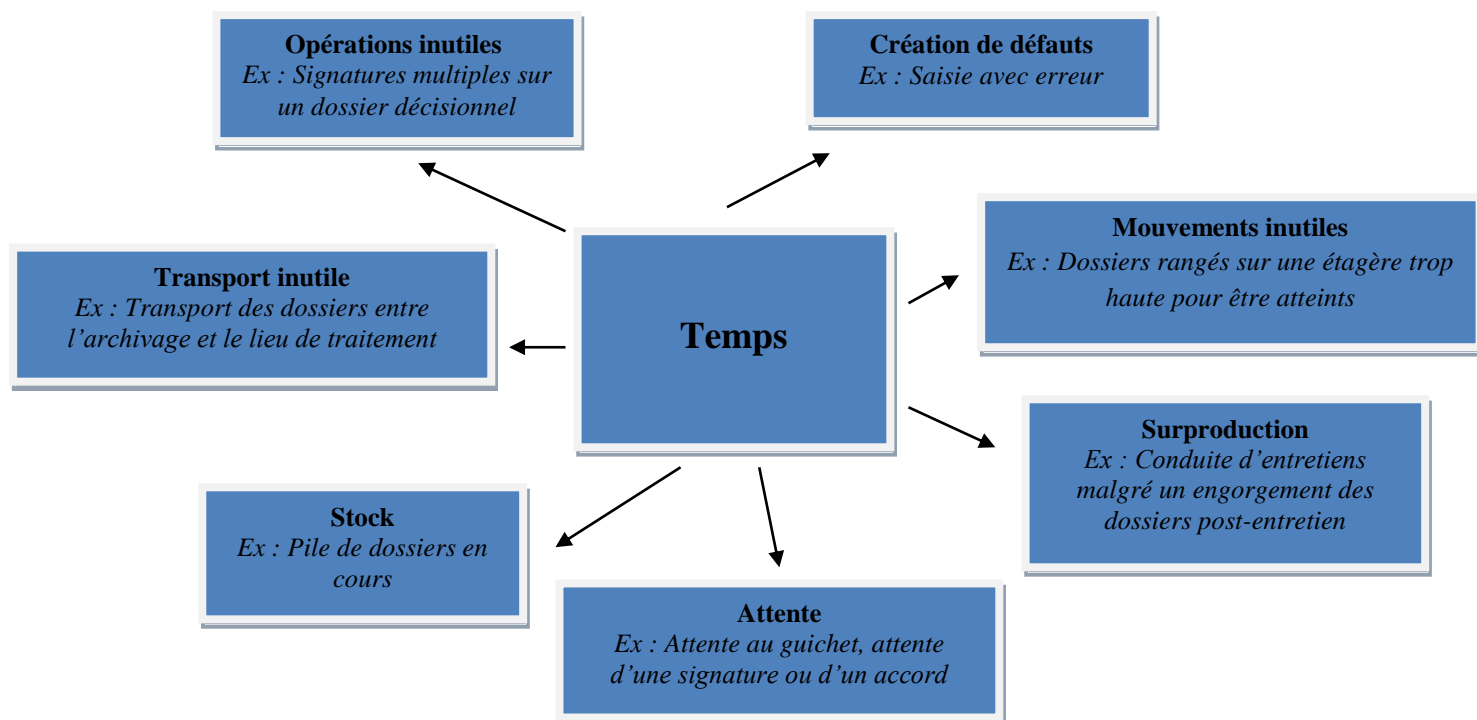 Opérations inutiles
Ex : Signatures multiples sur
un dossier décisionnel
Création de défauts
Ex : Saisie avec erreur
Mouvements inutiles
Ex : Dossiers rangés sur une étagère trop
haute pour être atteints
Transport inutile
Ex : Transport des dossiers entre
l’archivage et le lieu de traitement
Temps
Surproduction
Ex : Conduite d’entretiens
malgré un engorgement des
dossiers post-entretien
Stock
Ex : Pile de dossiers en
cours
Attente
Ex : Attente au guichet, attente
d’une signature ou d’un accord